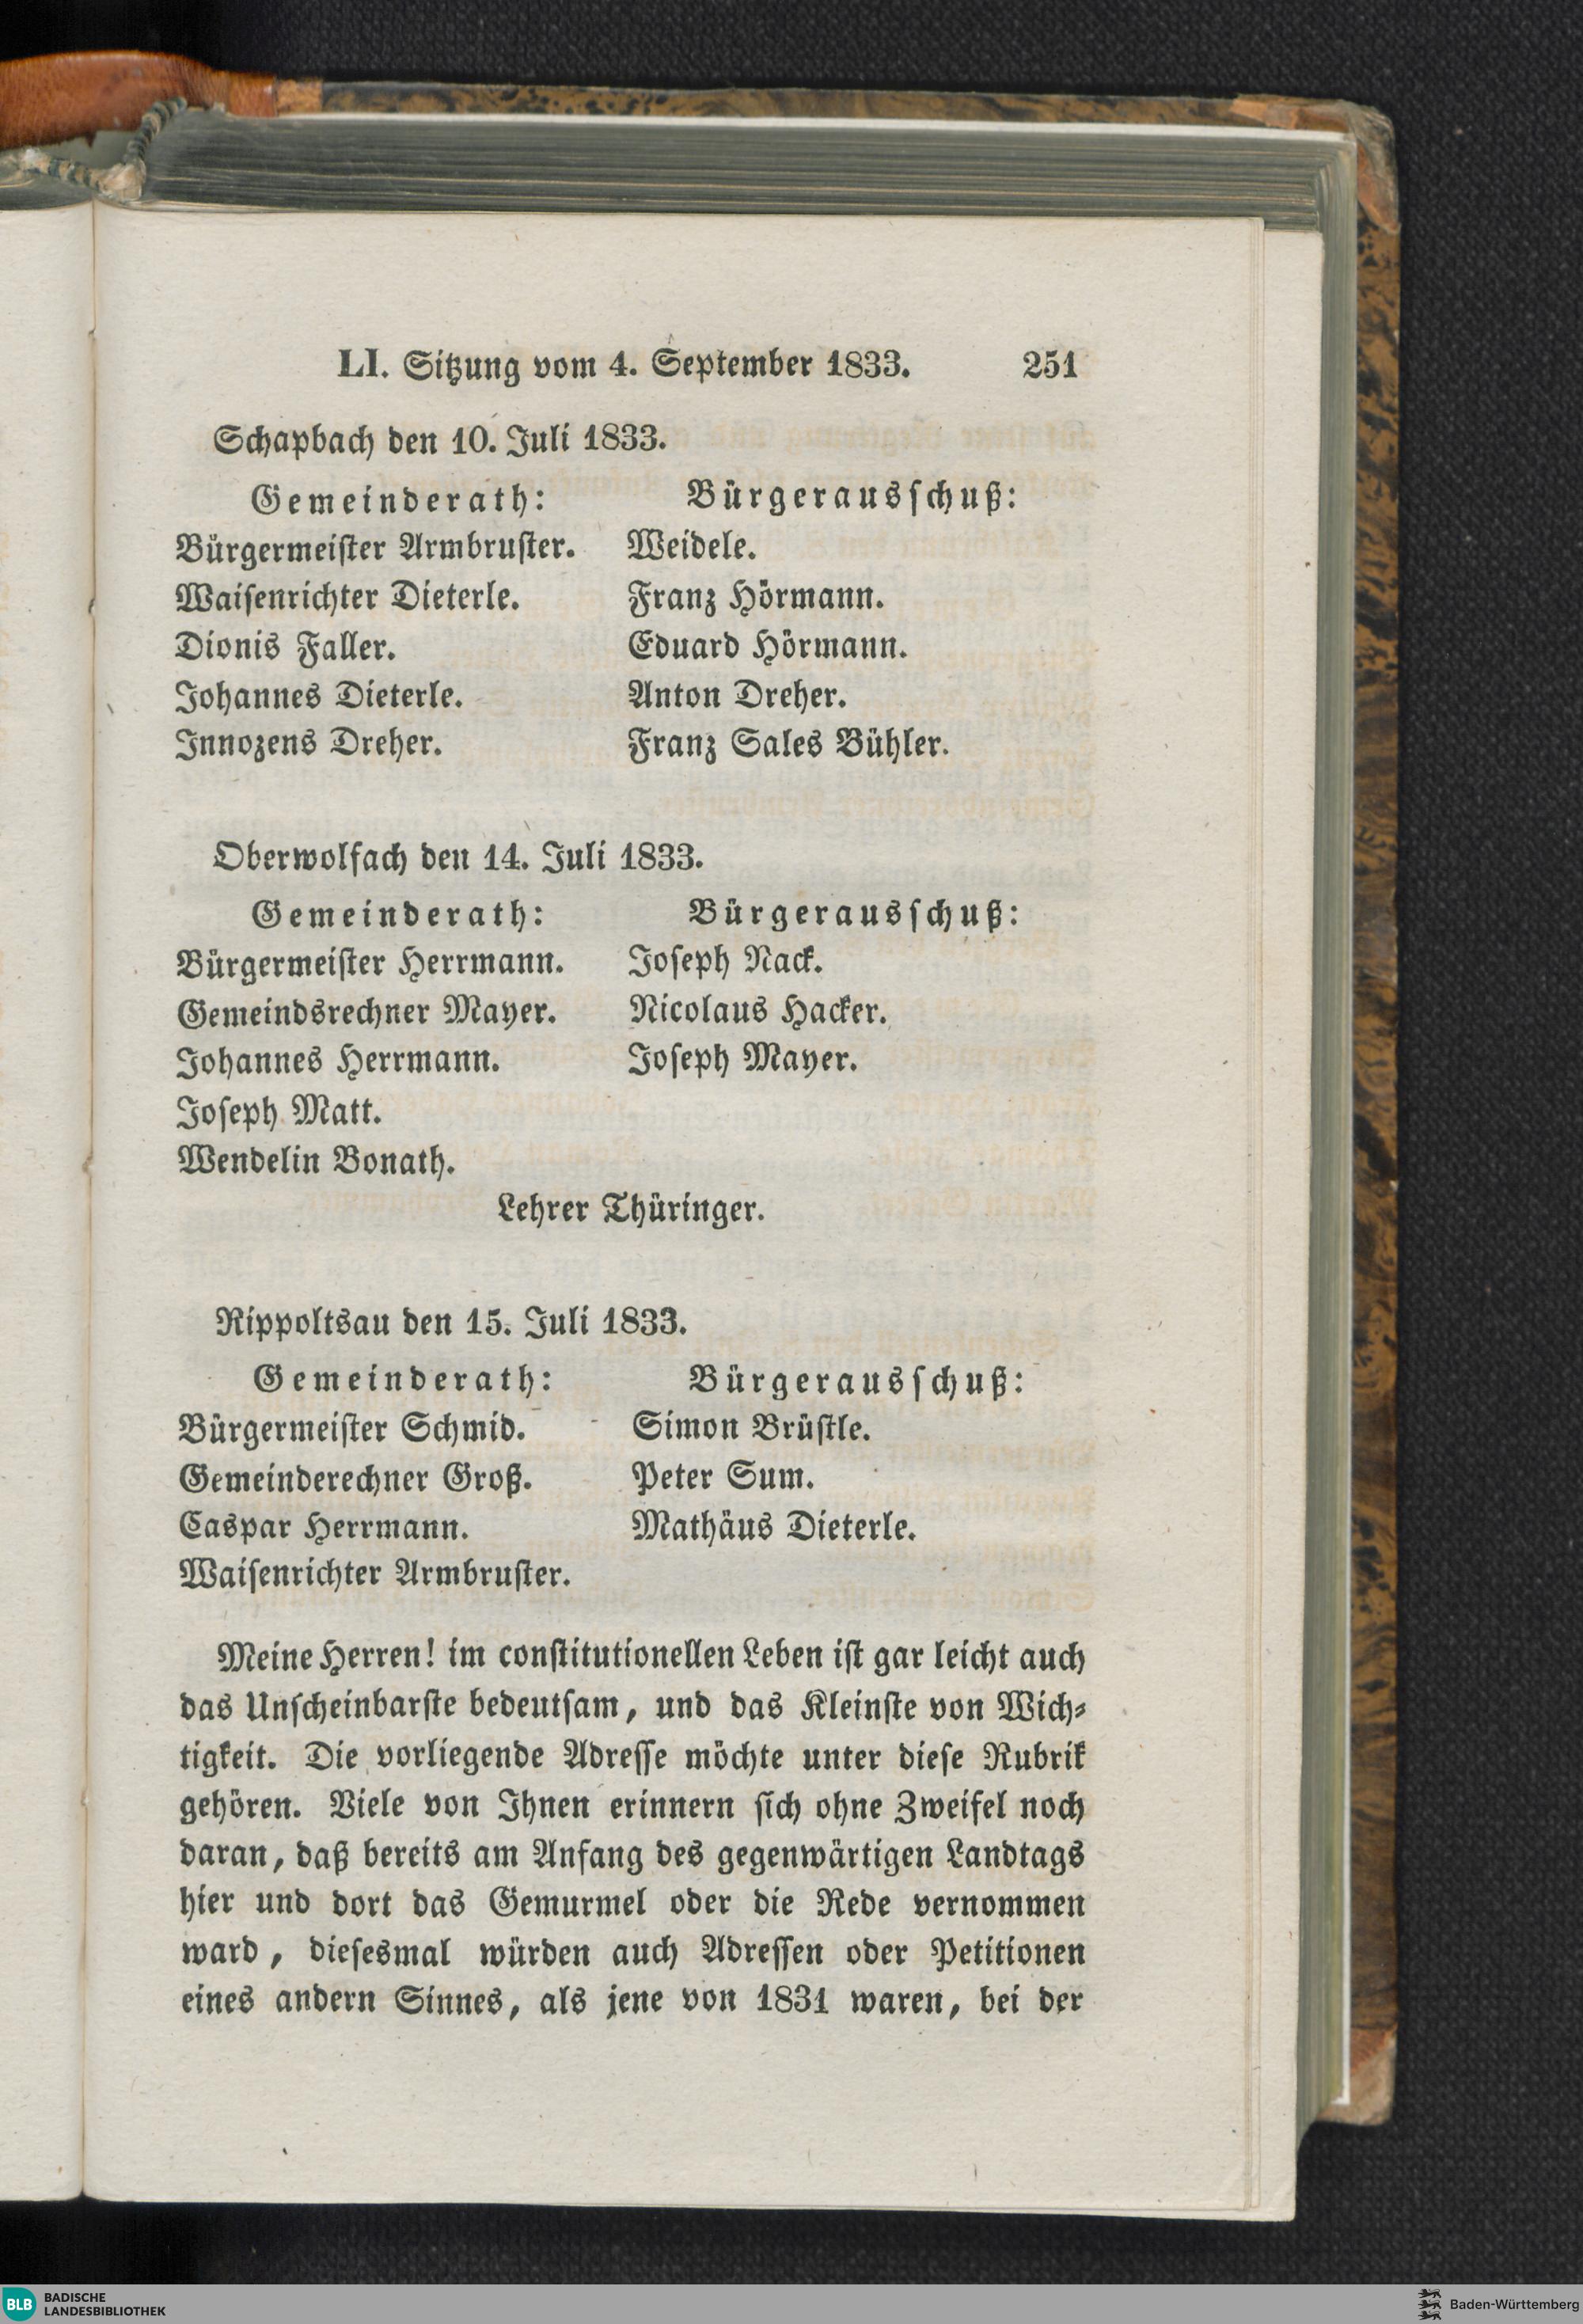 LI. Sitzung vom 4. September 1833. 251
Schapbach den 10. Juli 1833.
Gemeinderath: Bürgerausschuß:
Bürgermeister Armbruster. Weidele.
Waisenrichter Dieterle. Franz Hörmann.
Dionis Faller. Eduard Hörmann.
Johannes Dieterle. Anton Dreher.
Innozens Dreher. Franz Sales Bühler.
Oberwolfach den 14. Juli 1833.
Gemeinderath: Bürgerausschuß:
Bürgermeister Herrmann. Joseph Nack.
Gemeindsrechner Mayer. Nicolaus Hacker.
Johannes Herrmann. Joseph Mayer.
Joseph Matt.
Wendelin Bonath.
Lehrer Thüringer.
Rippoltsau den 15. Juli 1833.
Gemeinderath: Bürgerausschuß:
Bürgermeister Schmid. Simon Brüstle.
Gemeinderechner Groß. Peter Sum.
Caspar Herrmann. Mathäus Dieterle.
Waisenrichter Armbruster.
Meine Herren! im constitutionellen Leben ist gar leicht auch
das Unscheinbarste bedeutsam, und das Kleinste von Wich-
tigkeit. Die vorliegende Adresse möchte unter diese Rubrik
gehören. Viele von Ihnen erinnern sich ohne Zweifel noch
daran, daß bereits am Anfang des gegenwärtigen Landtags
hier und dort das Gemurmel oder die Rede vernommen
ward, diesesmal würden auch Adressen oder Petitionen
eines andern Sinnes, als jene von 1831 waren, bei der
BLB BADISCHE
LANDESBIBLIOTHEK
Baden-Württemberg